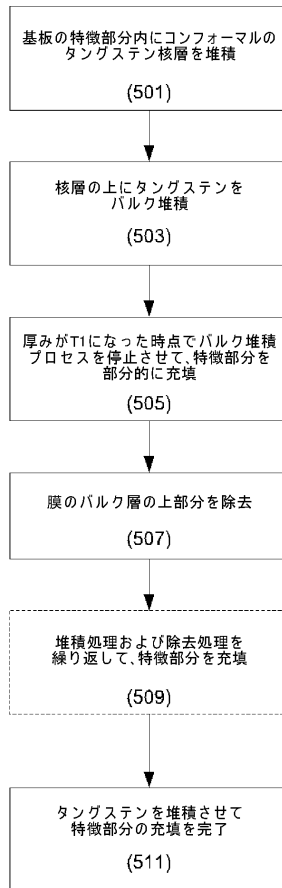 基板の特徴部分内にコンフォーマルの
タングステン核層を堆積
(501)
核層の上にタングステンを
バルク堆積
(503)
厚みがT1になった時点でバルク堆積
プロセスを停止させて、特徴部分を
部分的に充填
(505)
膜のバルク層の上部分を除去
(507)
堆積処理および除去処理を
繰り返して、特徴部分を充填
(509)
タングステンを堆積させて
特徴部分の充填を完了
(511)